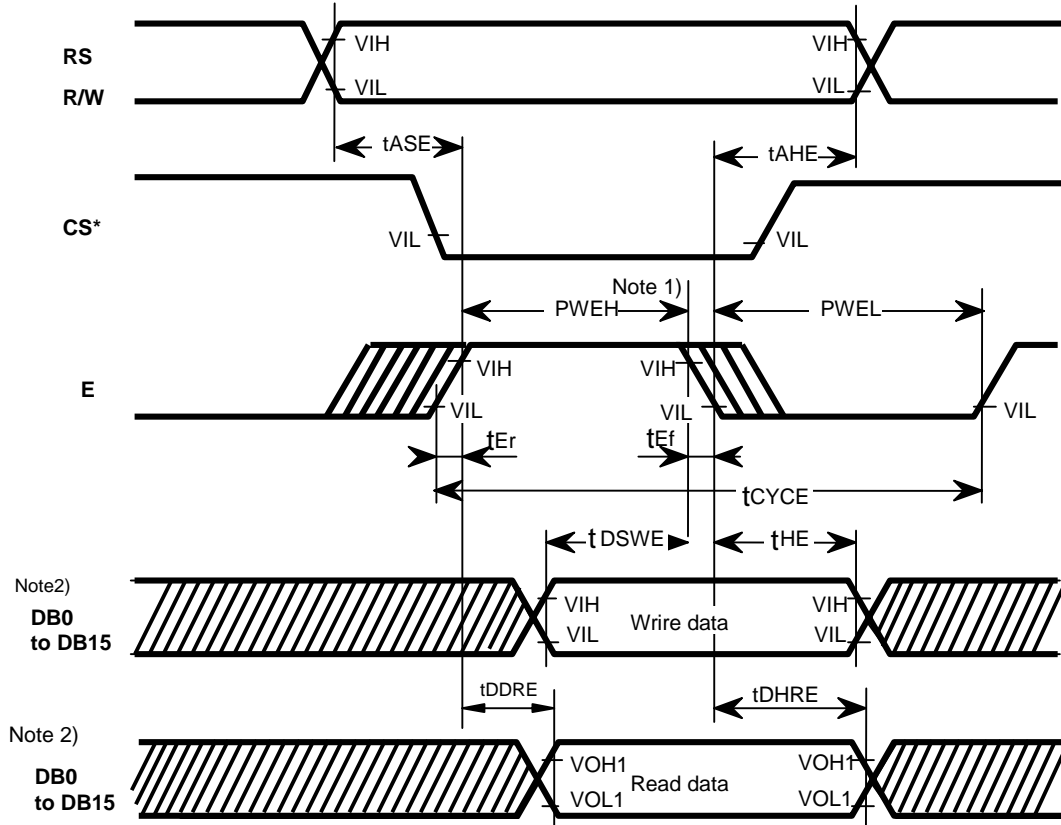 RS
R/W
VIH
VIL
VIH
VIL
tASE
tAHE
CS*
VIL
VIL
Note 1)
PWEH
PWEL
E
VIH
VIL
VIH
VIL
VIL
tEr
tEf
tCYCE
tDSWE
tHE
Note2)
DB0
to DB15
VIH
VIL
Wrire data
VIH
VIL
tDDRE
tDHRE
Note 2)
DB0
to DB15
VOH1
VOL1
Read data
VOH1
VOL1